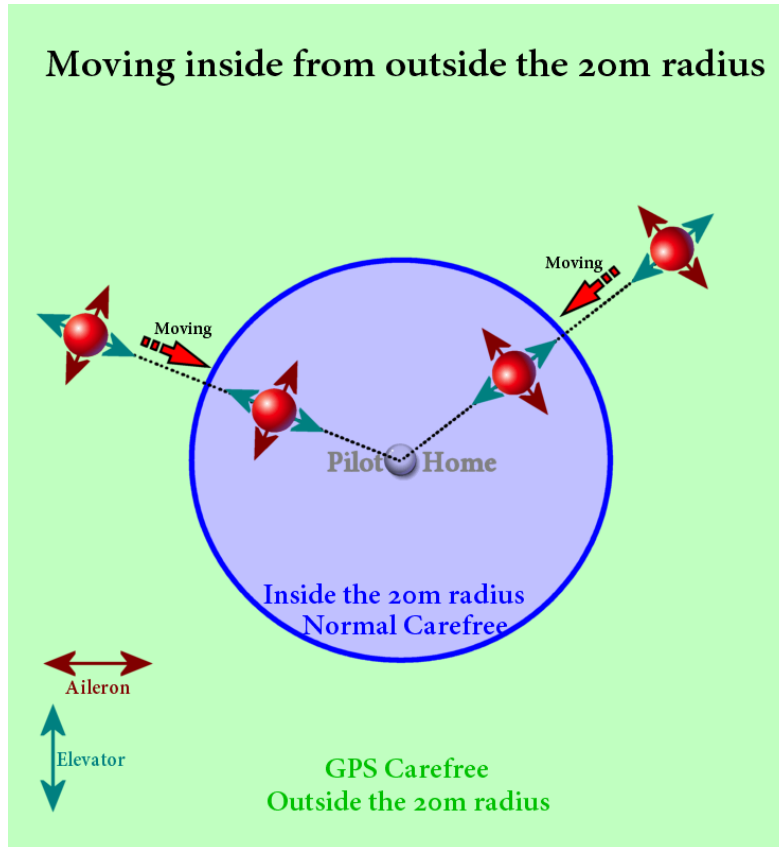 Moving inside from outside the 20m radius
Moving
Moving
Pilot Home
Inside the 20m radius
Normal Carefree
Aileron
Elevator
GPS Carefree
Outside the 20m radius